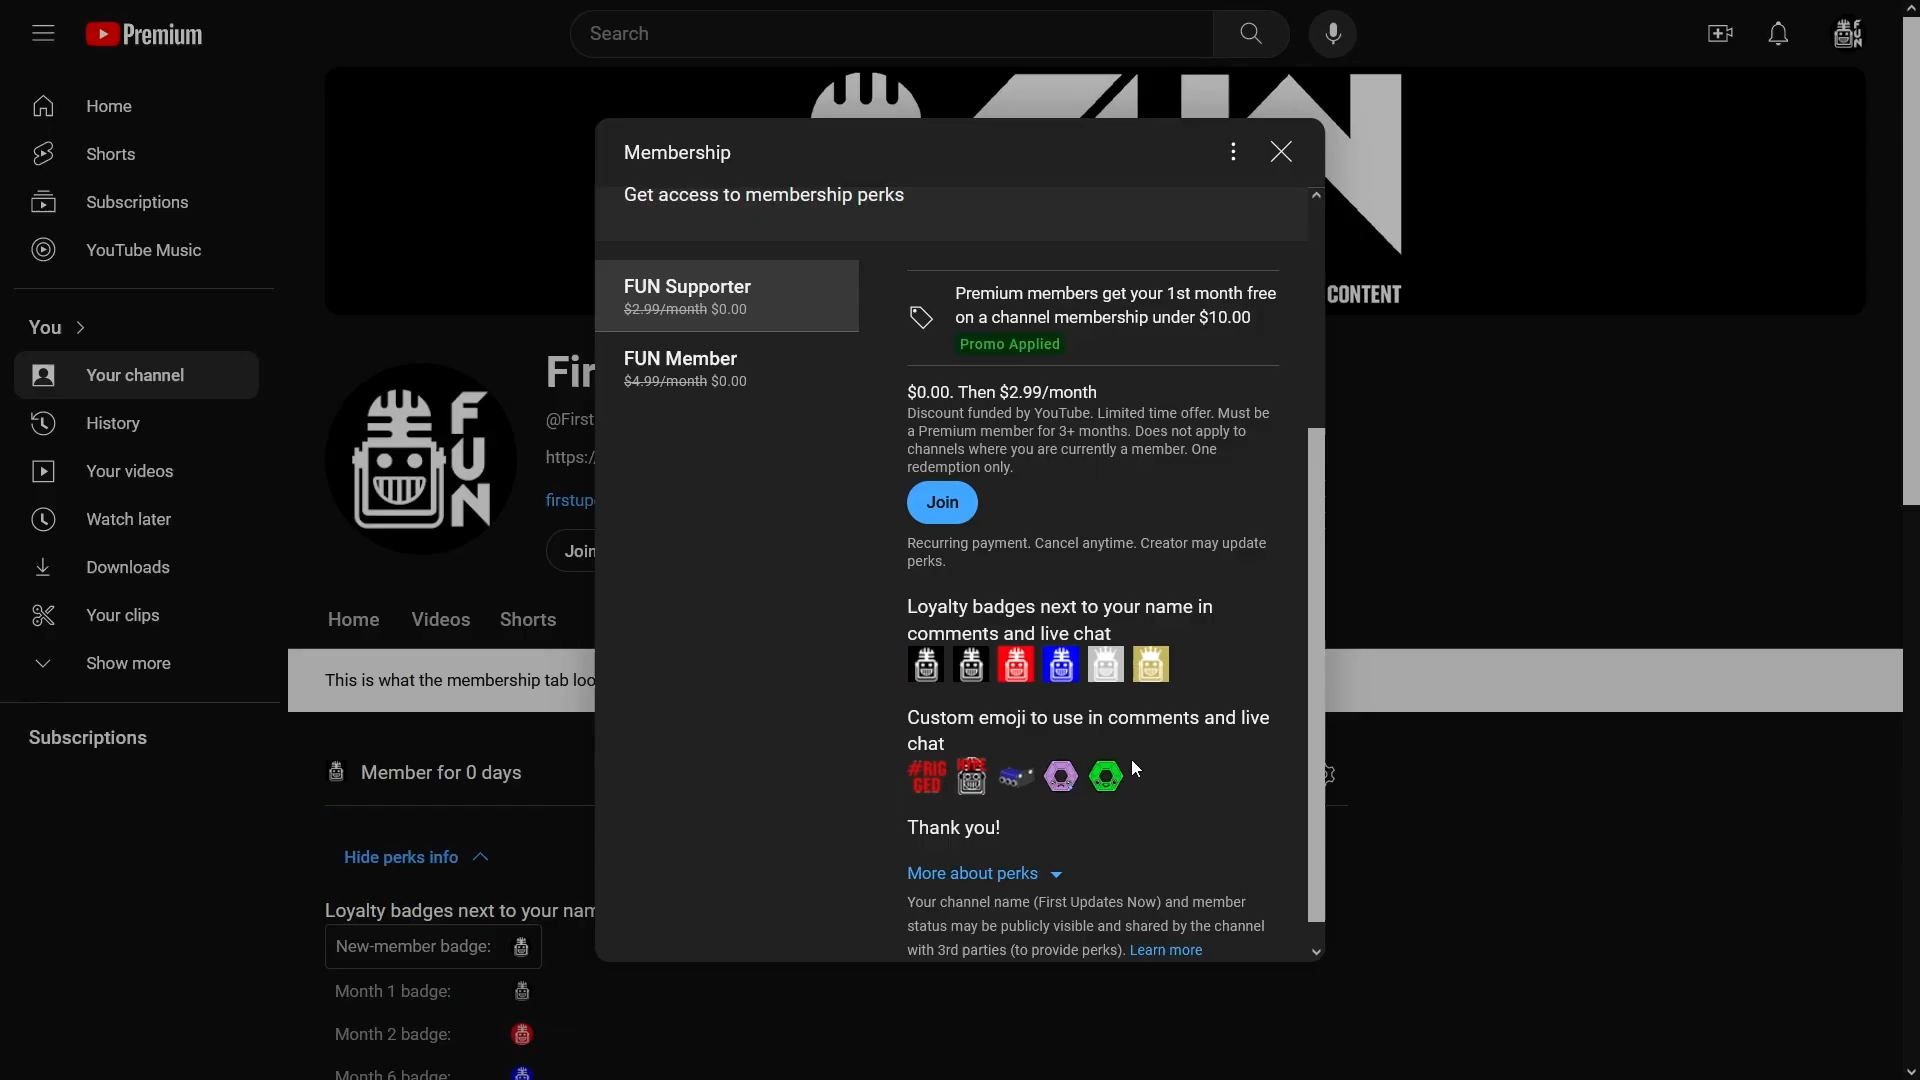 Premium
Search
FUN
Home
Shorts
Subscriptions
YouTube Music
You
Your channel
History
Your videos
Watch later
Downloads
Your clips
Show more
Subscriptions
CONTENT
FUN
Fir
@First
https:/
firstup
Join
Home Videos Shorts
This is what the membership tab loo
Member for 0 days
Hide perks info
Loyalty badges next to your nam
New-member badge:
Month 1 badge:
Month 2 badge:
Month 6 badge:
Membership
Get access to membership perks
FUN Supporter
$2.99/month $0.00
FUN Member
$4.99/month $0.00
Premium members get your 1st month free
on a channel membership under $10.00
Promo Applied
$0.00. Then $2.99/month
Discount funded by YouTube. Limited time offer. Must be
a Premium member for 3+ months. Does not apply to
channels where you are currently a member. One
redemption only.
Join
Recurring payment. Cancel anytime. Creator may update
perks.
Loyalty badges next to your name in
comments and live chat
Custom emoji to use in comments and live
chat
#RIG
GED
HYPE
Thank you!
More about perks
Your channel name (First Updates Now) and member
status may be publicly visible and shared by the channel
with 3rd parties (to provide perks). Learn more